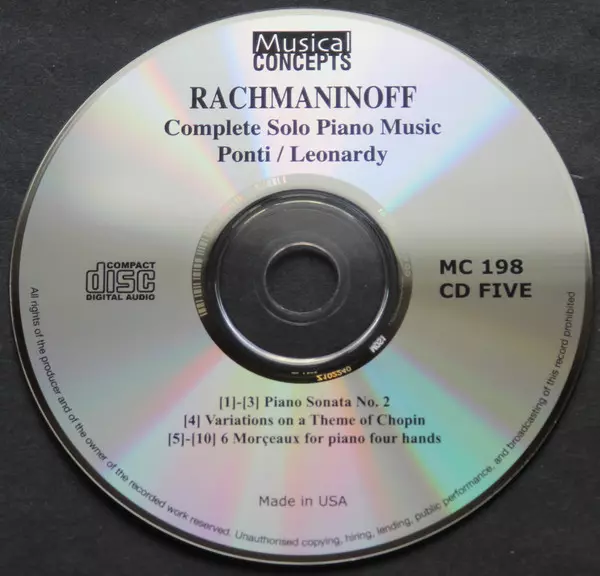 Musical
CONCEPTS
RACHMANINOFF
Complete Solo Piano Music
Ponti / Leonardy
COMPACT
disc
DIGITAL AUDIO
MC 198
CD FIVE
[1]-[3] Piano Sonata No. 2
[4] Variations on a Theme of Chopin
[5]-[10] 6 Morçeaux for piano four hands
Made in USA
All rights of the producer and of the owner of the recorded work reserved. Unauthorised copying, hiring, lending, public performance, and broadcasting of this record prohibited